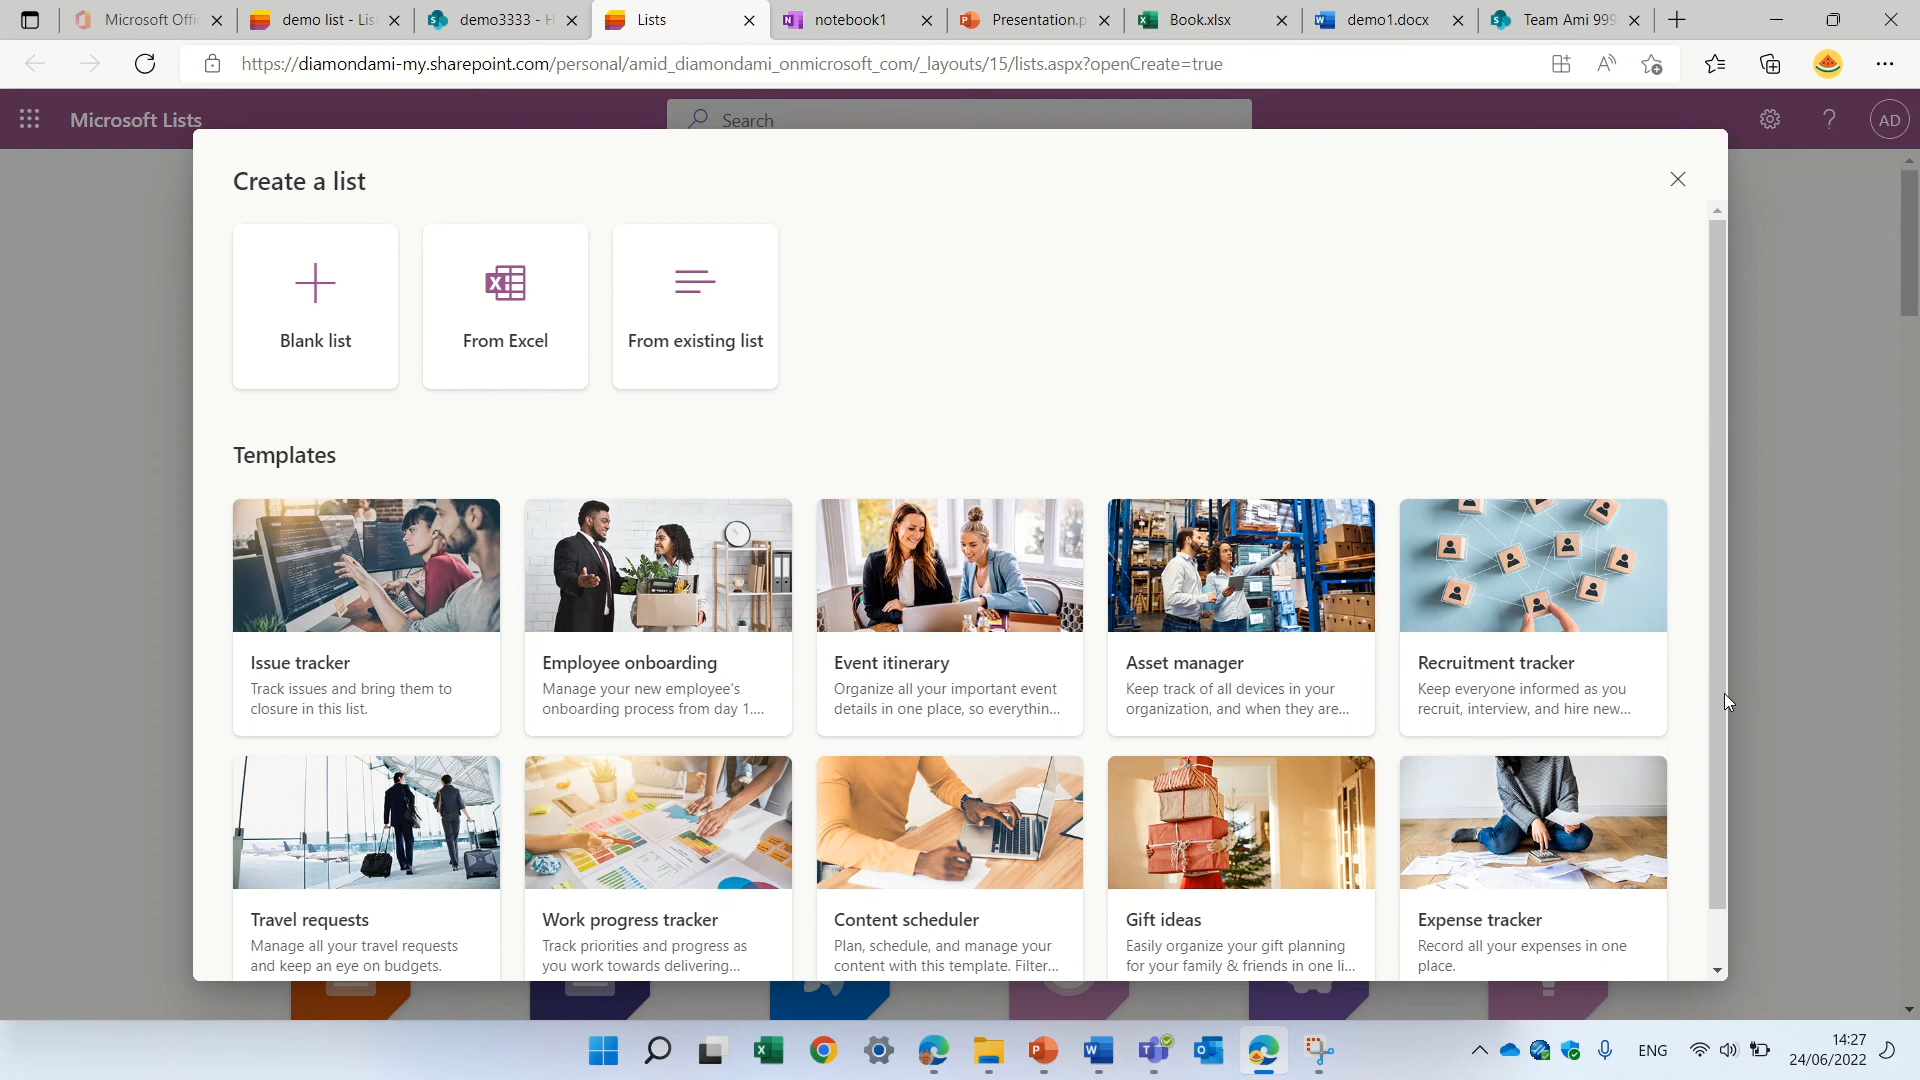 Microsoft Offi
demo list - Lis
demo3333 - H
Lists
notebook1
Presentation.p
Book.xlsx
demo1.docx
Team Ami 999
https://diamondami-my.sharepoint.com/personal/amid_diamondami_onmicrosoft_com/_layouts/15/lists.aspx?openCreate=true
Microsoft Lists
Search
AD
Create a list
Blank list
From Excel
From existing list
Templates
Issue tracker
Track issues and bring them to
closure in this list.
Employee onboarding
Manage your new employee's
onboarding process from day 1....
Event itinerary
Organize all your important event
details in one place, so everythin...
Asset manager
Keep track of all devices in your
organization, and when they are...
Recruitment tracker
Keep everyone informed as you
recruit, interview, and hire new...
Travel requests
Manage all your travel requests
and keep an eye on budgets.
Work progress tracker
Track priorities and progress as
you work towards delivering...
Content scheduler
Plan, schedule, and manage your
content with this template. Filter...
Gift ideas
Easily organize your gift planning
for your family & friends in one li...
Expense tracker
Record all your expenses in one
place.
ENG
14:27
24/06/2022